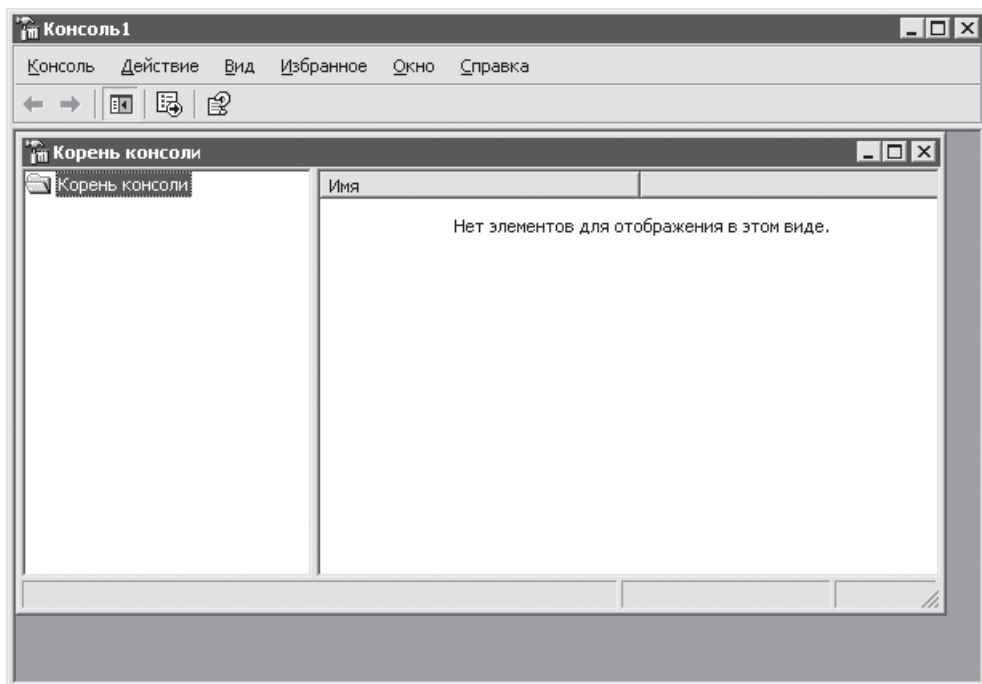 Консоль1
Консоль Действие Вид Избранное Окно Справка
Корень консоли
Корень консоли
Имя
Нет элементов для отображения в этом виде.